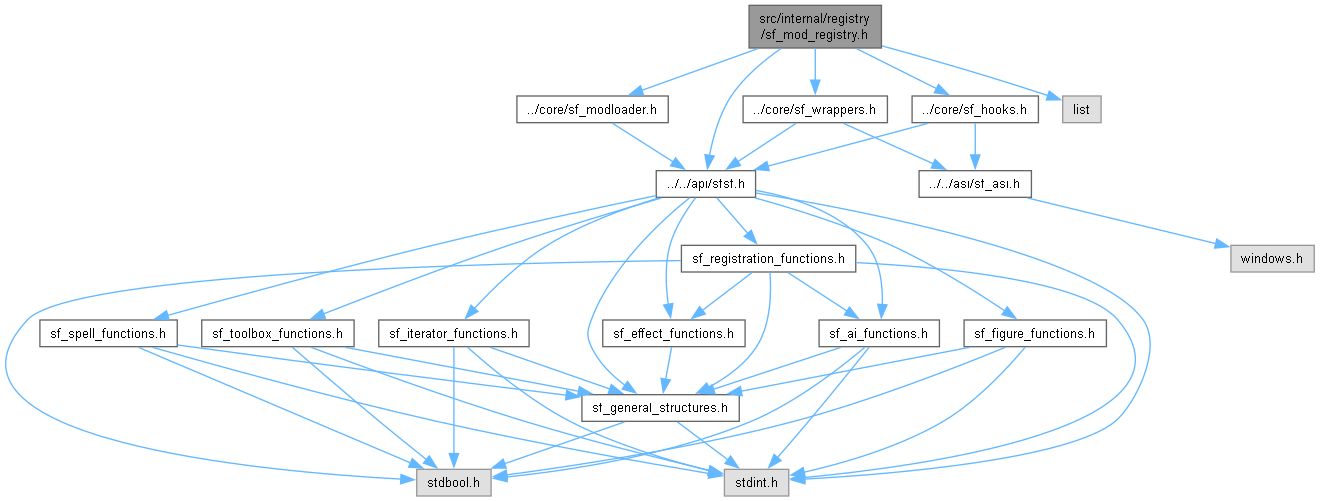 src/internal/registry
/sf_mod_registry.h
../core/sf_modloader.h
../core/sf_wrappers.h
../core/sf_hooks.h
list
../../api/sfsf.h
../../asi/sf_asi.h
sf_registration_functions.h
windows.h
sf_spell_functions.h
sf_toolbox_functions.h
sf_iterator_functions.h
sf_effect_functions.h
sf_ai_functions.h
sf_figure_functions.h
sf_general_structures.h
stdbool.h
stdint.h